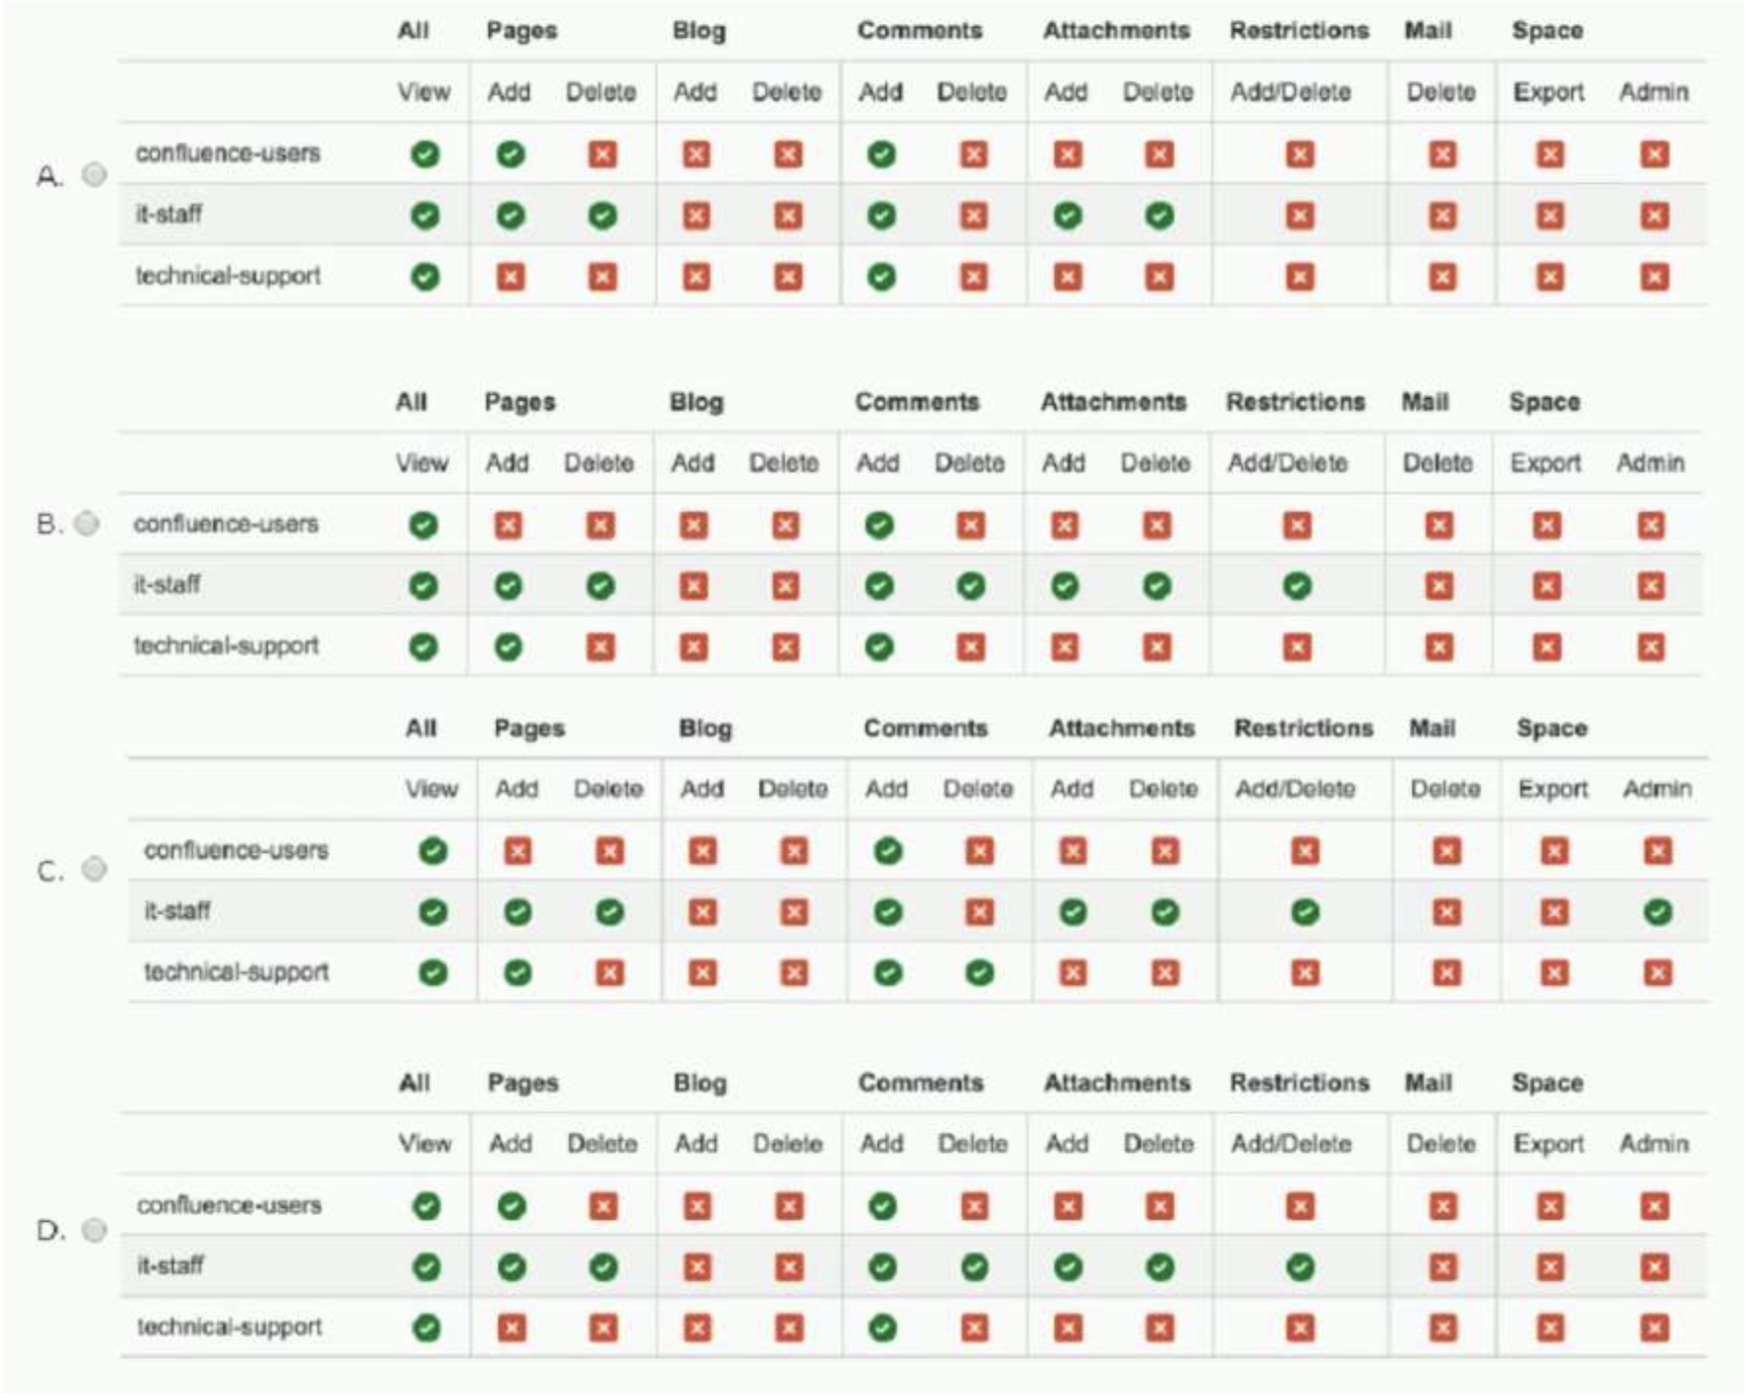 All Pages Blog Comments Attachments Restrictions Mail Space
View Add Delete Add Delete Add Delete Add Delete Add/Delete Delete Export Admin
confluence-users
A.
it-staff
technical-support
All Pages Blog Comments Attachments Restrictions Mail Space
View Add Delete Add Delete Add Delete Add Delete Add/Delete Delete Export Admin
B. confluence-users
it-staff
technical-support
All Pages Blog Comments Attachments Restrictions Mail Space
View Add Delete Add Delete Add Delete Add Delete Add/Delete Delete Export Admin
confluence-users
C.
it-staff
technical-support
All Pages Blog Comments Attachments Restrictions Mail Space
View Add Delete Add Delete Add Delete Add Delete Add/Delete Delete Export Admin
confluence-users
D.
it-staff
technical-support